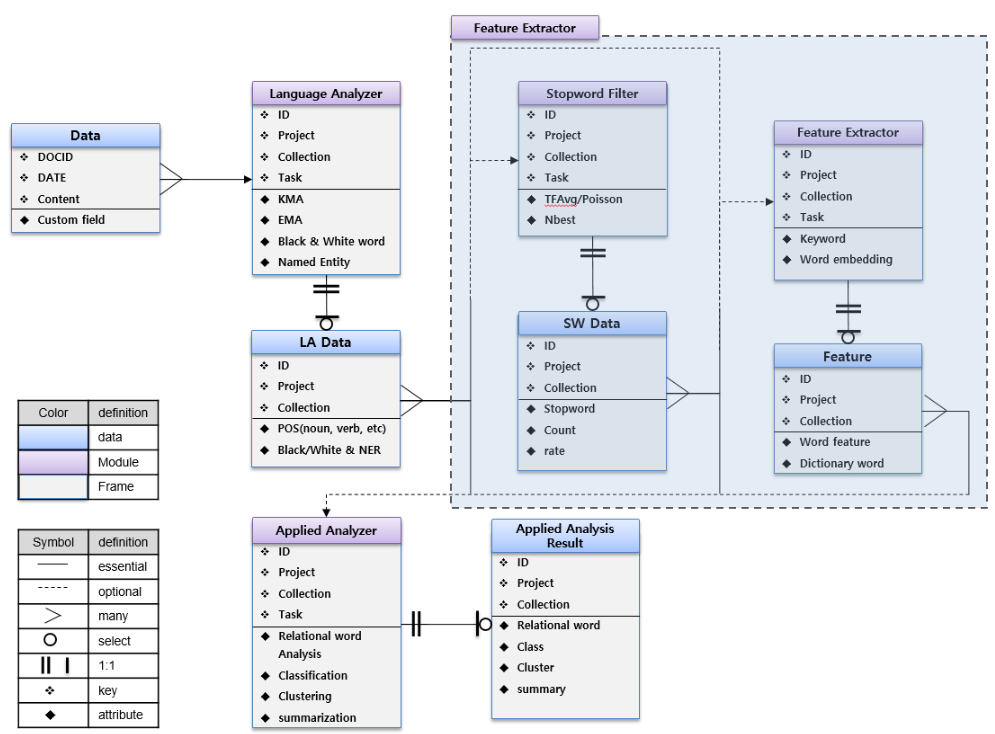 Feature Extractor
Language Analyzer
ID
Project
Collection
Task
KMA
EMA
Black & White word
Named Entity
Stopword Filter
ID
Project
Collection
Task
TFAvg/Poisson
Nbest
Data
DOCID
DATE
Content
Custom field
Feature Extractor
ID
Project
Collection
Task
Keyword
Word embedding
LA Data
ID
Project
Collection
POS(noun, verb, etc)
Black/White & NER
SW Data
ID
Project
Collection
Stopword
Count
rate
Feature
ID
Project
Collection
Word feature
Dictionary word
Color definition
data
Module
Frame
Symbol definition
essential
optional
many
select
1:1
key
attribute
Applied Analyzer
ID
Project
Collection
Task
Relational word
Analysis
Classification
Clustering
summarization
Applied Analysis
Result
ID
Project
Collection
Relational word
Class
Cluster
summary